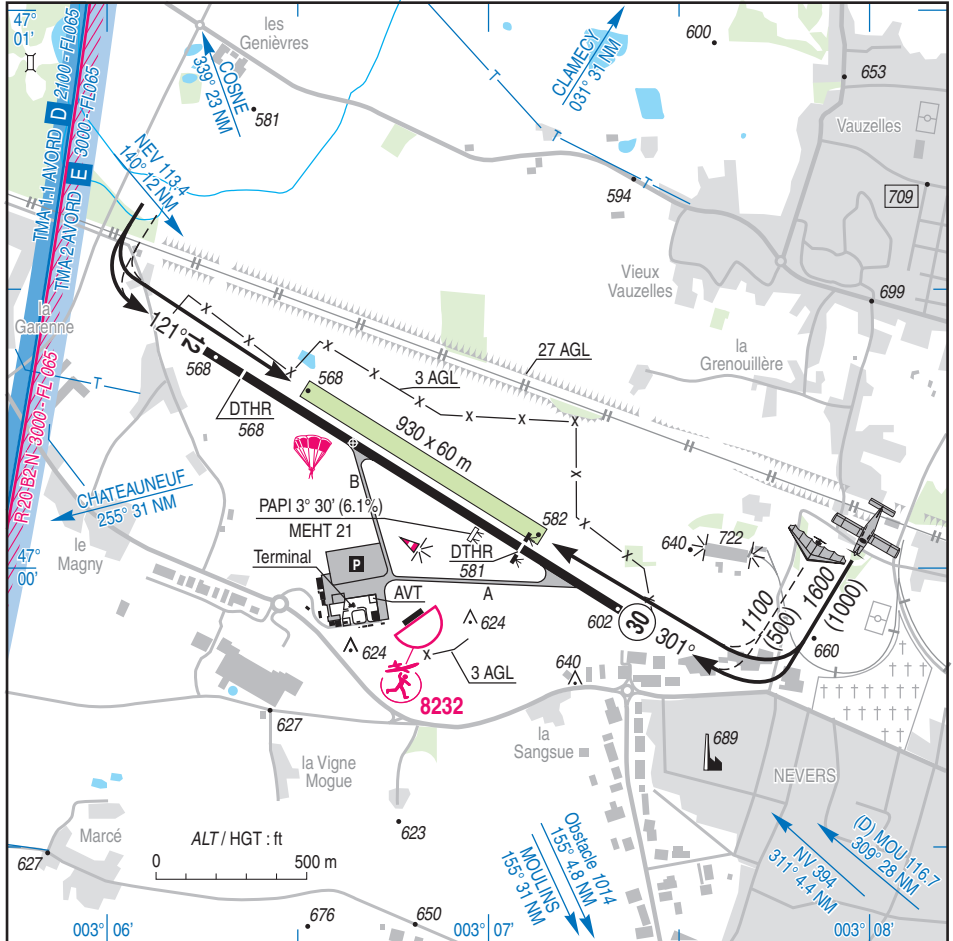 47°
01'
TMA 1.1 AVORD D 2100 - FL065
TMA 2 AVORD E 3000 - FL065
R 20 B2 N 3000 - FL 065
les
Genièvres
COSNE
339° 23 NM
581
NEV 113.4
140° 12 NM
CLAMECY
031° 31 NM
600
653
Vauzelles
709
T
T
594
Vieux
Vauzelles
699
la
Grenouillère
la
Garenne
T
121°
12
568
DTHR
568
568
3 AGL
27 AGL
930 x 60 m
CHATEAUNEUF
255° 31 NM
B
PAPI 3° 30' (6.1%)
MEHT 21
582
DTHR
581
640
722
le
Magny
47°
00'
Terminal
P
AVT
A
624
624
602
30
301°
1100
(500)
1600
(1000)
660
3 AGL
640
8232
627
la Vigne
Mogue
la
Sangsue
689
NEVERS
Marcé
627
623
ALT / HGT : ft
0
500 m
676
650
Obstacle 1014
155° 4.8 NM
MOULINS
155° 31 NM
(D) MOU 116.7
309° 28 NM
NV 394
311° 4.4 NM
003° 06'
003° 07'
003° 08'